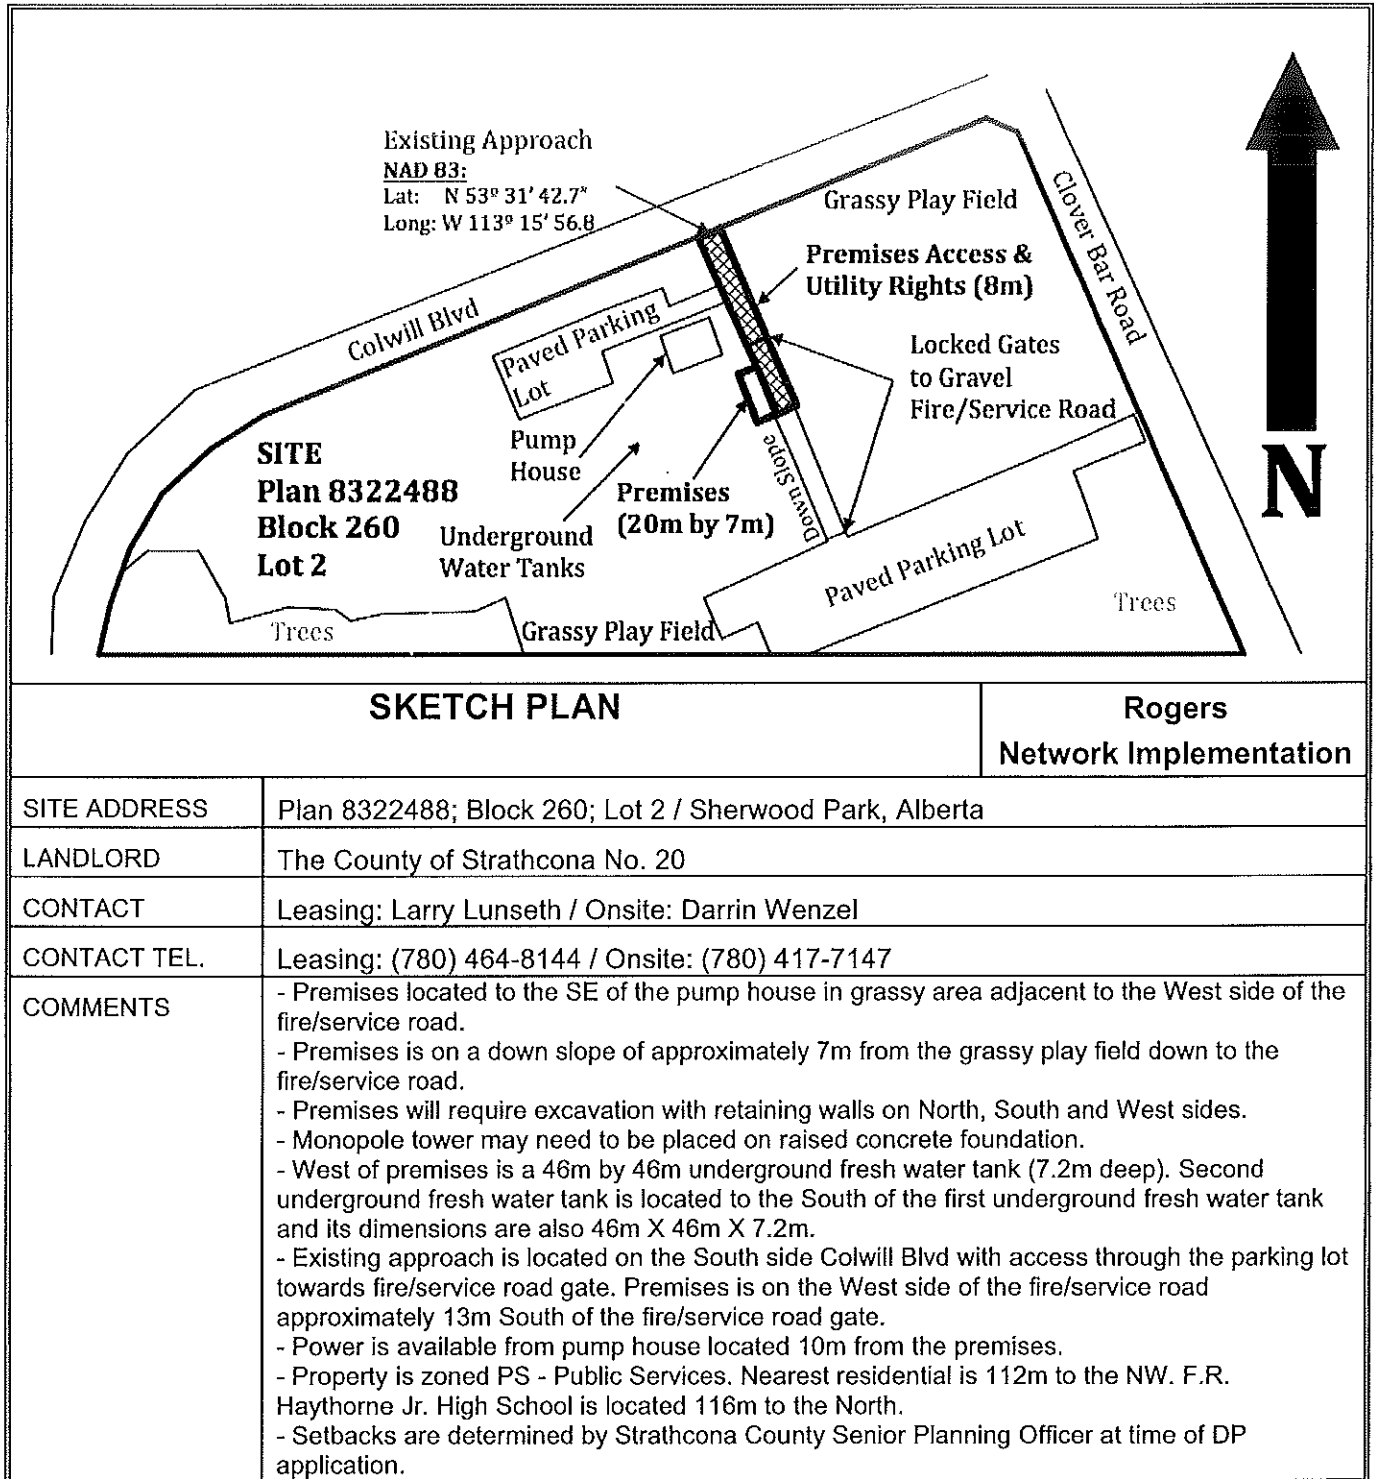 Existing Approach
NAD 83:
Lat: N 53º 31' 42.7"
Long: W 113º 15' 56.8
Grassy Play Field
Clover Bar Road
Premises Access &
Utility Rights (8m)
Colwill Blvd
Paved Parking
Lot
Locked Gates
to Gravel
Fire/Service Road
Pump
House
Down Slope
SITE
Plan 8322488
Block 260
Lot 2
Premises
(20m by 7m)
Underground
Water Tanks
Paved Parking Lot
Trees
Trees
Grassy Play Field
N
SKETCH PLAN
Rogers
Network Implementation
SITE ADDRESS
Plan 8322488; Block 260; Lot 2 / Sherwood Park, Alberta
LANDLORD
The County of Strathcona No. 20
CONTACT
Leasing: Larry Lunseth / Onsite: Darrin Wenzel
CONTACT TEL.
Leasing: (780) 464-8144 / Onsite: (780) 417-7147
COMMENTS
- Premises located to the SE of the pump house in grassy area adjacent to the West side of the
fire/service road.
- Premises is on a down slope of approximately 7m from the grassy play field down to the
fire/service road.
- Premises will require excavation with retaining walls on North, South and West sides.
- Monopole tower may need to be placed on raised concrete foundation.
- West of premises is a 46m by 46m underground fresh water tank (7.2m deep). Second
underground fresh water tank is located to the South of the first underground fresh water tank
and its dimensions are also 46m X 46m X 7.2m.
- Existing approach is located on the South side Colwill Blvd with access through the parking lot
towards fire/service road gate. Premises is on the West side of the fire/service road
approximately 13m South of the fire/service road gate.
- Power is available from pump house located 10m from the premises.
- Property is zoned PS - Public Services. Nearest residential is 112m to the NW. F.R.
Haythorne Jr. High School is located 116m to the North.
- Setbacks are determined by Strathcona County Senior Planning Officer at time of DP
application.